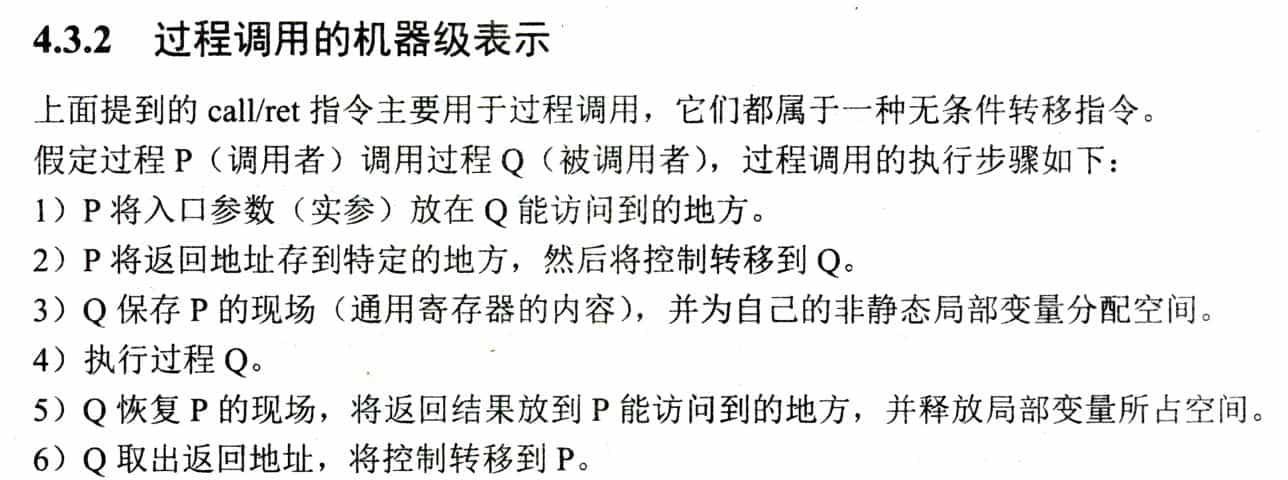 4.3.2 过程调用的机器级表示
上面提到的 call/ret 指令主要用于过程调用，它们都属于一种无条件转移指令。
假定过程 P（调用者）调用过程 Q（被调用者），过程调用的执行步骤如下：
1）P 将入口参数（实参）放在 Q 能访问到的地方。
2）P 将返回地址存到特定的地方，然后将控制转移到 Q。
3）Q 保存 P 的现场（通用寄存器的内容），并为自己的非静态局部变量分配空间。
4）执行过程 Q。
5）Q 恢复 P 的现场，将返回结果放到 P 能访问到的地方，并释放局部变量所占空间。
6）Q 取出返回地址，将控制转移到 P。